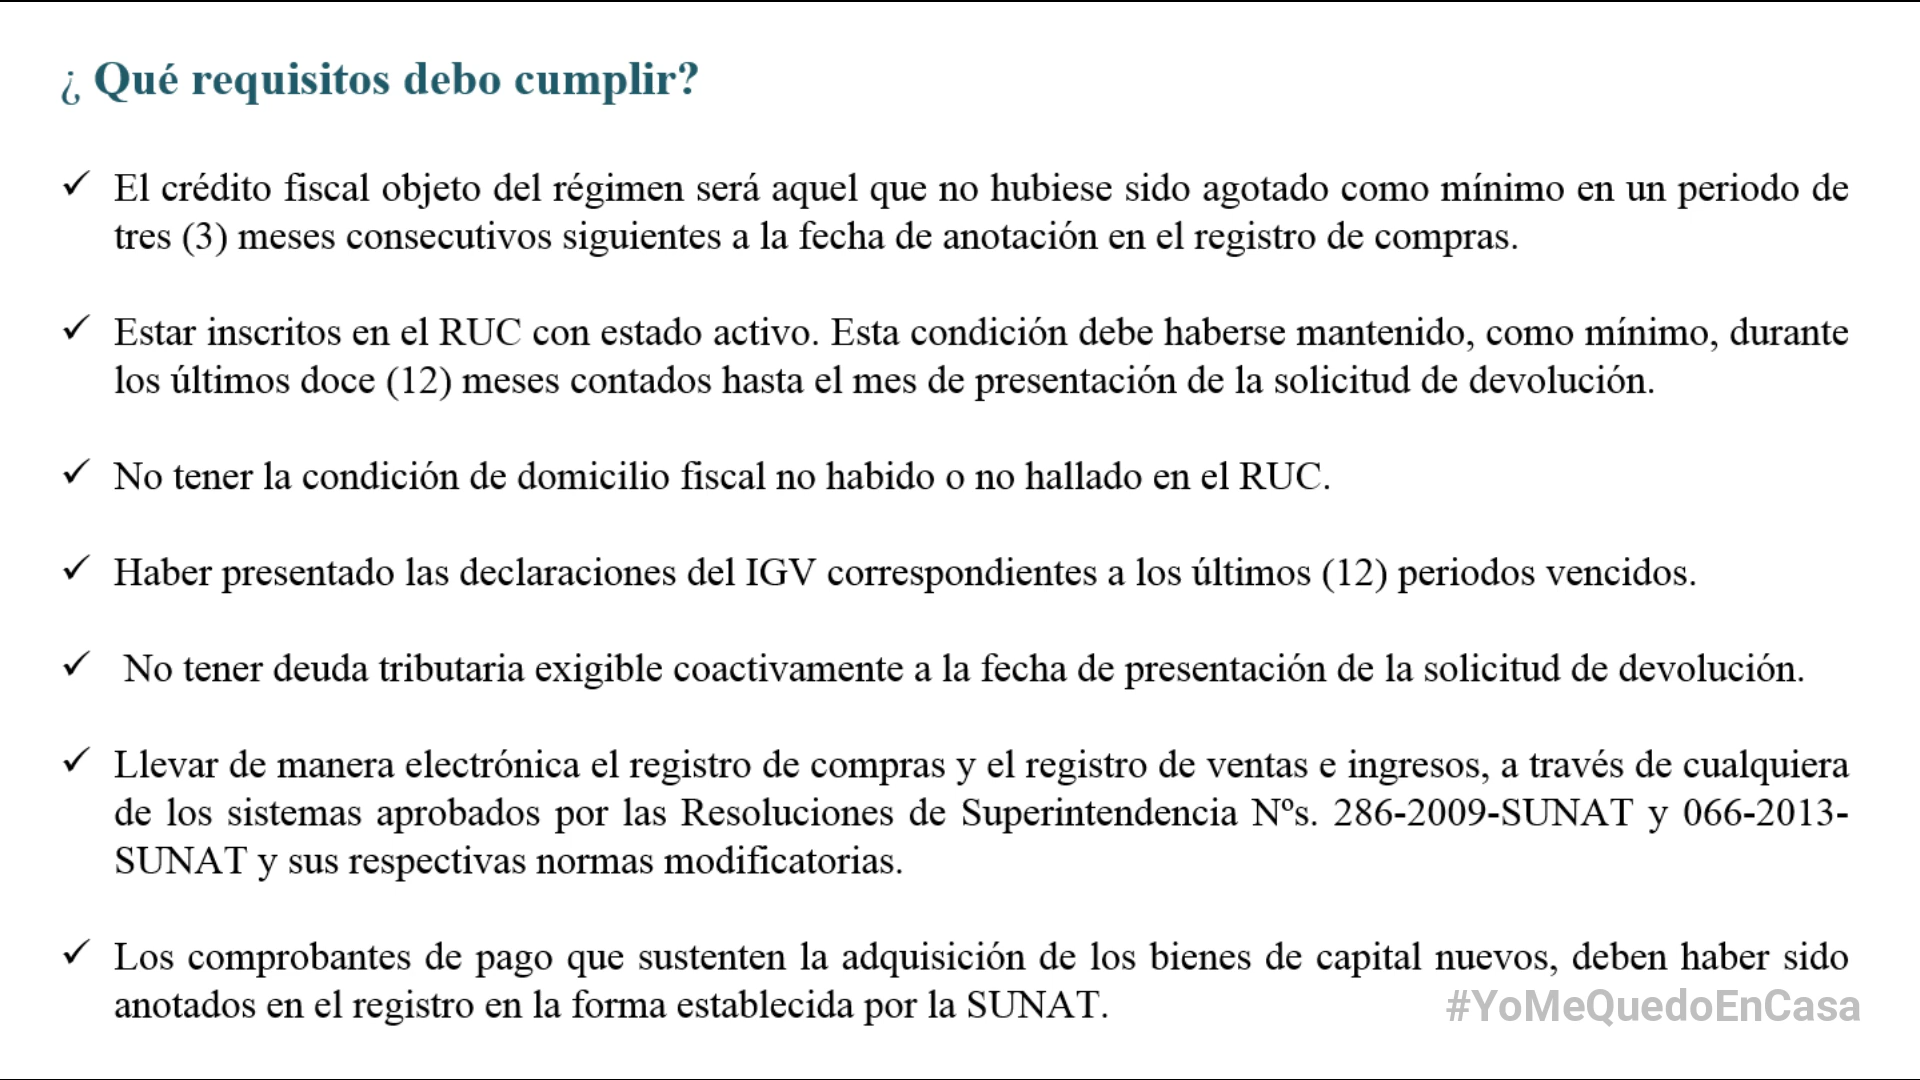 ¿ Qué requisitos debo cumplir?
✓ El crédito fiscal objeto del régimen será aquel que no hubiese sido agotado como mínimo en un periodo de
tres (3) meses consecutivos siguientes a la fecha de anotación en el registro de compras.
✓ Estar inscritos en el RUC con estado activo. Esta condición debe haberse mantenido, como mínimo, durante
los últimos doce (12) meses contados hasta el mes de presentación de la solicitud de devolución.
✓ No tener la condición de domicilio fiscal no habido o no hallado en el RUC.
✓ Haber presentado las declaraciones del IGV correspondientes a los últimos (12) periodos vencidos.
✓ No tener deuda tributaria exigible coactivamente a la fecha de presentación de la solicitud de devolución.
✓ Llevar de manera electrónica el registro de compras y el registro de ventas e ingresos, a través de cualquiera
de los sistemas aprobados por las Resoluciones de Superintendencia Nºs. 286-2009-SUNAT y 066-2013-
SUNAT y sus respectivas normas modificatorias.
✓ Los comprobantes de pago que sustenten la adquisición de los bienes de capital nuevos, deben haber sido
anotados en el registro en la forma establecida por la SUNAT.
#YoMeQuedoEnCasa